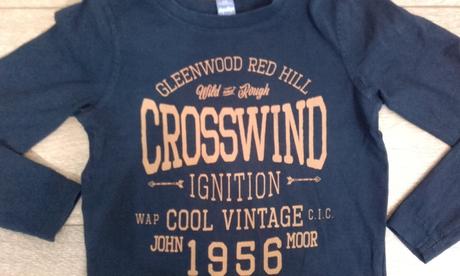 GLEENWOOD RED HILL
Wild and Rough
CROSSWIND
IGNITION
WAP COOL VINTAGE C.I.C.
JOHN 1956 MOOR